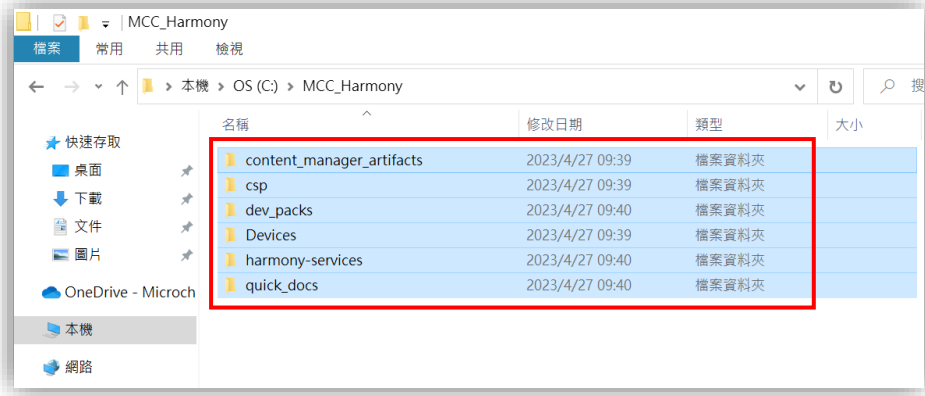 MCC_Harmony
檔案 常用 共用 檢視
本機 > OS (C:) > MCC_Harmony 搜
名稱 修改日期 類型 大小
快速存取
桌面
下載
文件
圖片
OneDrive - Microch
本機
網路
content_manager_artifacts 2023/4/27 09:39 檔案資料夾
csp 2023/4/27 09:39 檔案資料夾
dev_packs 2023/4/27 09:40 檔案資料夾
Devices 2023/4/27 09:39 檔案資料夾
harmony-services 2023/4/27 09:40 檔案資料夾
quick_docs 2023/4/27 09:40 檔案資料夾